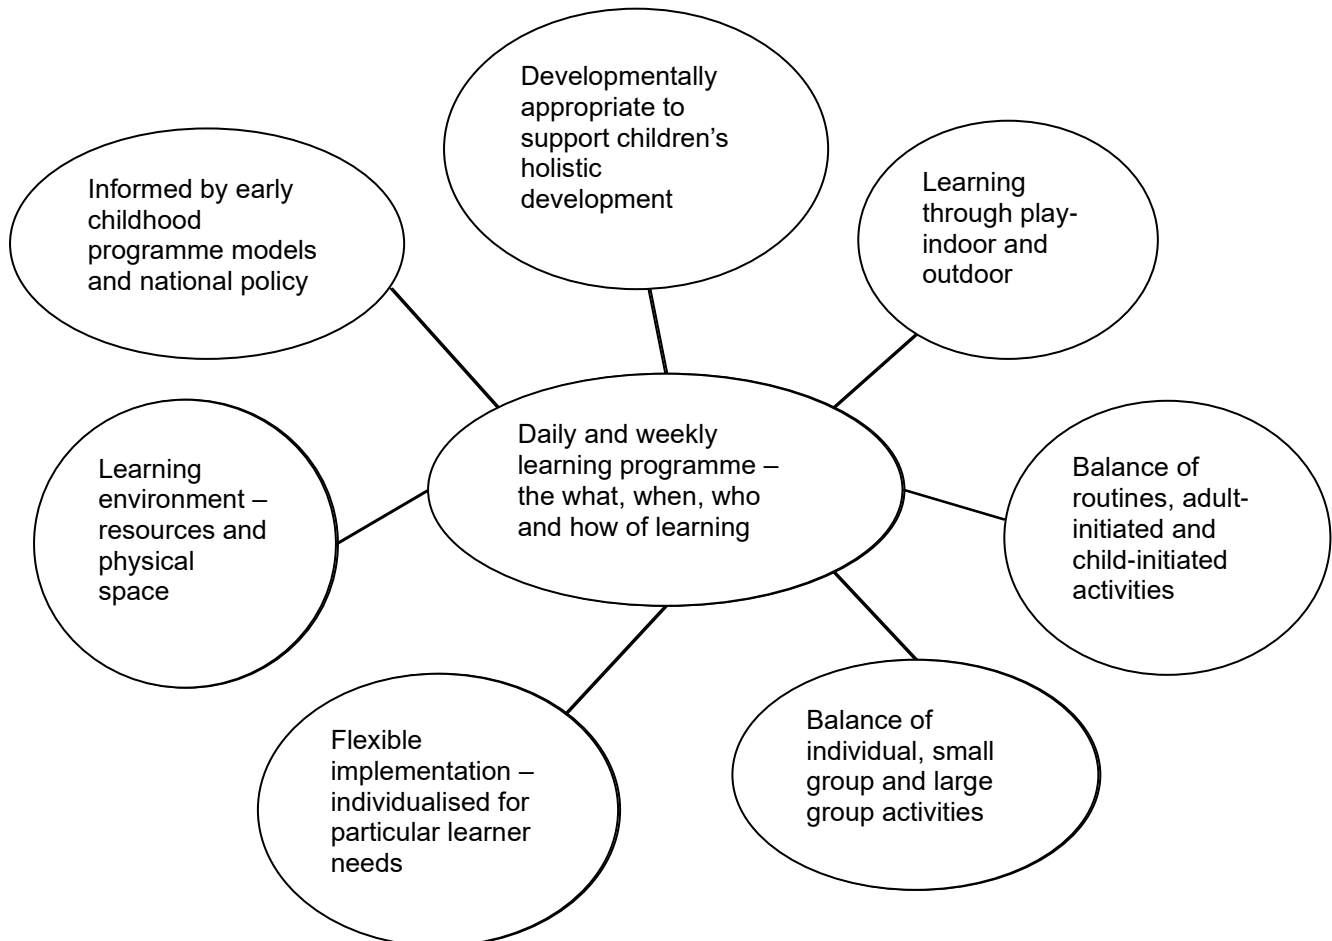 Developmentally
appropriate to
support children’s
holistic
development
Informed by early
childhood
programme models
and national policy
Learning
through play-
indoor and
outdoor
Daily and weekly
learning programme –
the what, when, who
and how of learning
Learning
environment –
resources and
physical
space
Balance of
routines, adult-
initiated and
child-initiated
activities
Flexible
implementation –
individualised for
particular learner
needs
Balance of
individual, small
group and large
group activities